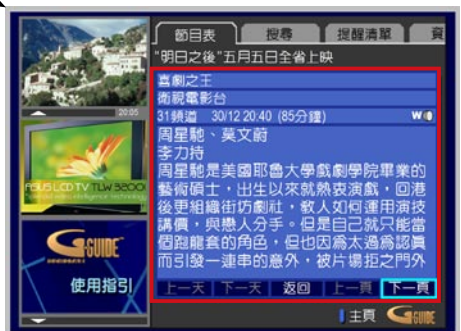 節目表
搜尋
提醒清單
"明日之後"五月五日全省上映
喜劇之王
衛視電影台
31頻道 30/12 20:40 (85分鐘)
周星馳、莫文蔚
李力持
周星馳是美國耶魯大學戲劇學院畢業的
藝術碩士，出生以來就熱衷演戲，回港
後更組織街坊劇社，教人如何運用演技
講價，與戀人分手。但是自己就只能當
個跑龍套的角色，但也因為太過為認真
而引發一連串的意外，被片場拒之門外
上一天
下一天
返回
上一頁
下一頁
主頁
GGUIDE
20:05
ASUS LCD TV TLW 32001
GGUIDE
使用指引